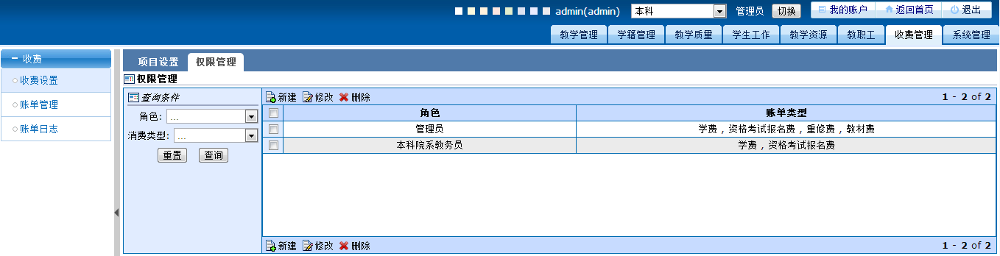 admin(admin) 本科 管理员 切换 我的账户 返回首页 退出
教学管理 学籍管理 教学质量 学生工作 教学资源 教职工 收费管理 系统管理
收费
收费设置
账单管理
账单日志
项目设置 权限管理
权限管理
查询条件
角色: ...
消费类型: ...
重置 查询
新建 修改 删除 1 - 2 of 2
角色 账单类型
管理员 学费 , 资格考试报名费 , 重修费 , 教材费
本科院系教务员 学费 , 资格考试报名费
新建 修改 删除 1 - 2 of 2